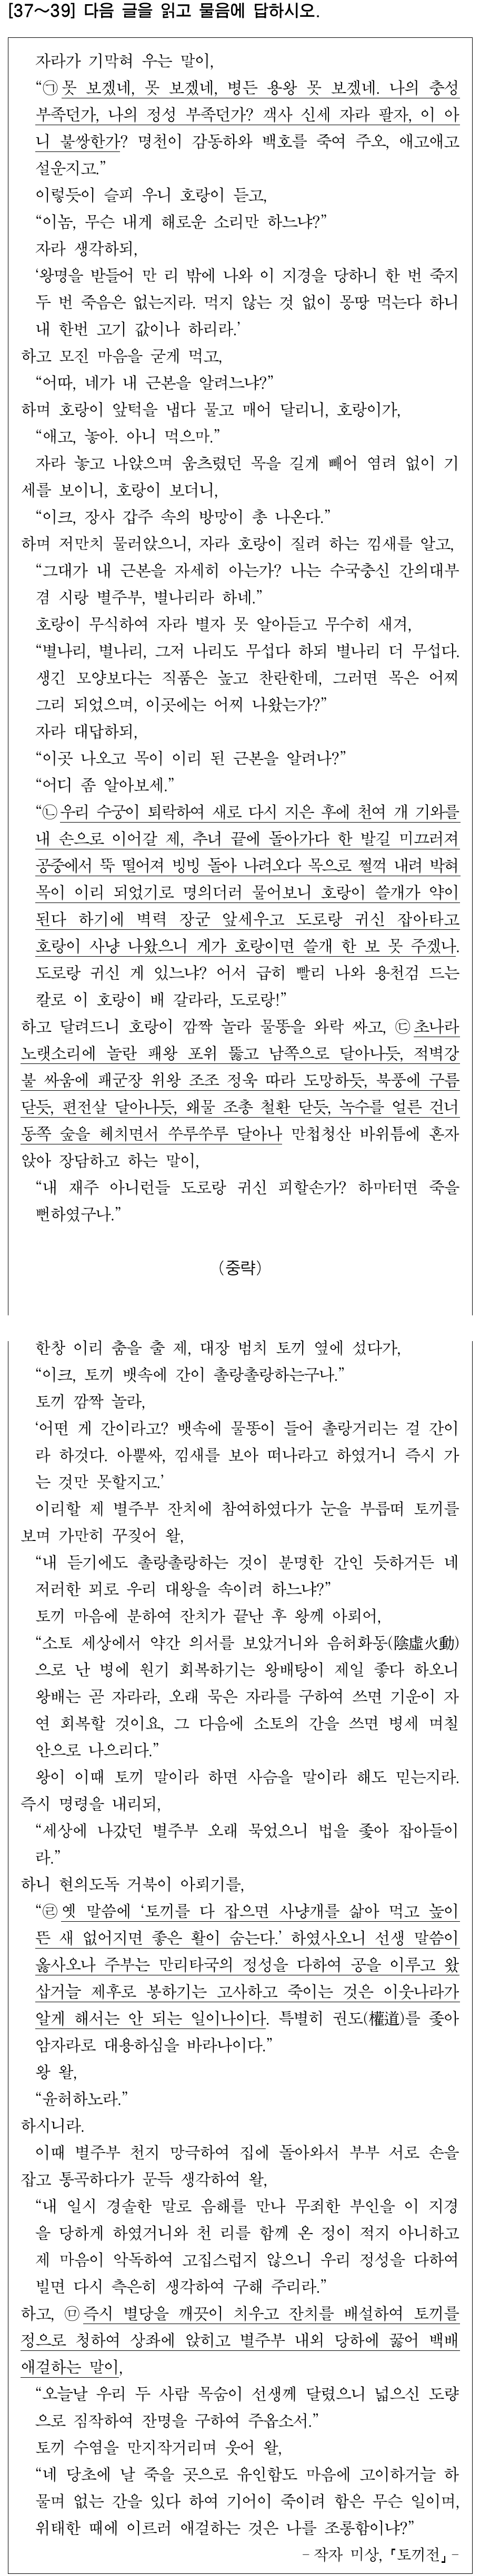 [37～39] 다음 글을 읽고 물음에 답하시오.
자라가 기막혀 우는 말이,
“㉠못 보겠네, 못 보겠네, 병든 용왕 못 보겠네. 나의 충성
부족던가, 나의 정성 부족던가? 객사 신세 자라 팔자, 이 아
니 불쌍한가? 명천이 감동하와 백호를 죽여 주오, 애고애고
설운지고.”
이렇듯이 슬피 우니 호랑이 듣고,
“이놈, 무슨 내게 해로운 소리만 하느냐?”
자라 생각하되,
‘왕명을 받들어 만 리 밖에 나와 이 지경을 당하니 한 번 죽지
두 번 죽음은 없는지라. 먹지 않는 것 없이 몽땅 먹는다 하니
내 한번 고기 값이나 하리라.’
하고 모진 마음을 굳게 먹고,
“어따, 네가 내 근본을 알려느냐?”
하며 호랑이 앞턱을 냅다 물고 매어 달리니, 호랑이가,
“애고, 놓아. 아니 먹으마.”
자라 놓고 나앉으며 움츠렸던 목을 길게 빼어 염려 없이 기
세를 보이니, 호랑이 보더니,
“이크, 장사 갑주 속의 방망이 총 나온다.”
하며 저만치 물러앉으니, 자라 호랑이 질려 하는 낌새를 알고,
“그대가 내 근본을 자세히 아는가? 나는 수국충신 간의대부
겸 시랑 별주부, 별나리라 하네.”
호랑이 무식하여 자라 별자 못 알아듣고 무수히 새겨,
“별나리, 별나리, 그저 나리도 무섭다 하되 별나리 더 무섭다.
생긴 모양보다는 직품은 높고 찬란한데, 그러면 목은 어찌
그리 되었으며, 이곳에는 어찌 나왔는가?”
자라 대답하되,
“이곳 나오고 목이 이리 된 근본을 알려나?”
“어디 좀 알아보세.”
“㉡우리 수궁이 퇴락하여 새로 다시 지은 후에 천여 개 기와를
내 손으로 이어갈 제, 추녀 끝에 돌아가다 한 발길 미끄러져
공중에서 뚝 떨어져 빙빙 돌아 나려오다 목으로 쩔꺽 내려 박혀
목이 이리 되었기로 명의더러 물어보니 호랑이 쓸개가 약이
된다 하기에 벽력 장군 앞세우고 도로랑 귀신 잡아타고
호랑이 사냥 나왔으니 게가 호랑이면 쓸개 한 보 못 주겠나.
도로랑 귀신 게 있느냐? 어서 급히 빨리 나와 용천검 드는
칼로 이 호랑이 배 갈라라, 도로랑!”
하고 달려드니 호랑이 깜짝 놀라 물똥을 와락 싸고, ㉢초나라
노랫소리에 놀란 패왕 포위 뚫고 남쪽으로 달아나듯, 적벽강
불 싸움에 패군장 위왕 조조 정욱 따라 도망하듯, 북풍에 구름
닫듯, 편전살 달아나듯, 왜물 조총 철환 닫듯, 녹수를 얼른 건너
동쪽 숲을 헤치면서 쑤루쑤루 달아나 만첩청산 바위틈에 혼자
앉아 장담하고 하는 말이,
“내 재주 아니런들 도로랑 귀신 피할손가? 하마터면 죽을
뻔하였구나.”
(중략)
한창 이리 춤을 출 제, 대장 범치 토끼 옆에 섰다가,
“이크, 토끼 뱃속에 간이 촐랑촐랑하는구나.”
토끼 깜짝 놀라,
‘어떤 게 간이라고? 뱃속에 물똥이 들어 촐랑거리는 걸 간이
라 하것다. 아뿔싸, 낌새를 보아 떠나라고 하였거니 즉시 가
는 것만 못할지고.’
이리할 제 별주부 잔치에 참여하였다가 눈을 부릅떠 토끼를
보며 가만히 꾸짖어 왈,
“내 듣기에도 촐랑촐랑하는 것이 분명한 간인 듯하거든 네
저러한 꾀로 우리 대왕을 속이려 하느냐?”
토끼 마음에 분하여 잔치가 끝난 후 왕께 아뢰어,
“소토 세상에서 약간 의서를 보았거니와 음허화동(陰虛火動)
으로 난 병에 원기 회복하기는 왕배탕이 제일 좋다 하오니
왕배는 곧 자라라, 오래 묵은 자라를 구하여 쓰면 기운이 자
연 회복할 것이요, 그 다음에 소토의 간을 쓰면 병세 며칠
안으로 나으리다.”
왕이 이때 토끼 말이라 하면 사슴을 말이라 해도 믿는지라.
즉시 명령을 내리되,
“세상에 나갔던 별주부 오래 묵었으니 법을 좇아 잡아들이
라.”
하니 현의도독 거북이 아뢰기를,
“㉣옛 말씀에 ‘토끼를 다 잡으면 사냥개를 삶아 먹고 높이
뜬 새 없어지면 좋은 활이 숨는다.’ 하였사오니 선생 말씀이
옳사오나 주부는 만리타국의 정성을 다하여 공을 이루고 왔
삽거늘 제후로 봉하기는 고사하고 죽이는 것은 이웃나라가
알게 해서는 안 되는 일이나이다. 특별히 권도(權道)를 좇아
암자라로 대용하심을 바라나이다.”
왕 왈,
“윤허하노라.”
하시니라.
이때 별주부 천지 망극하여 집에 돌아와서 부부 서로 손을
잡고 통곡하다가 문득 생각하여 왈,
“내 일시 경솔한 말로 음해를 만나 무죄한 부인을 이 지경
을 당하게 하였거니와 천 리를 함께 온 정이 적지 아니하고
제 마음이 악독하여 고집스럽지 않으니 우리 정성을 다하여
빌면 다시 측은히 생각하여 구해 주리라.”
하고, ㉤즉시 별당을 깨끗이 치우고 잔치를 배설하여 토끼를
정으로 청하여 상좌에 앉히고 별주부 내외 당하에 꿇어 백배
애걸하는 말이,
“오늘날 우리 두 사람 목숨이 선생께 달렸으니 넓으신 도량
으로 짐작하여 잔명을 구하여 주옵소서.”
토끼 수염을 만지작거리며 웃어 왈,
“네 당초에 날 죽을 곳으로 유인함도 마음에 고이하거늘 하
물며 없는 간을 있다 하여 기어이 죽이려 함은 무슨 일이며,
위태한 때에 이르러 애걸하는 것은 나를 조롱함이냐?”
- 작자 미상, 『토끼전』 -